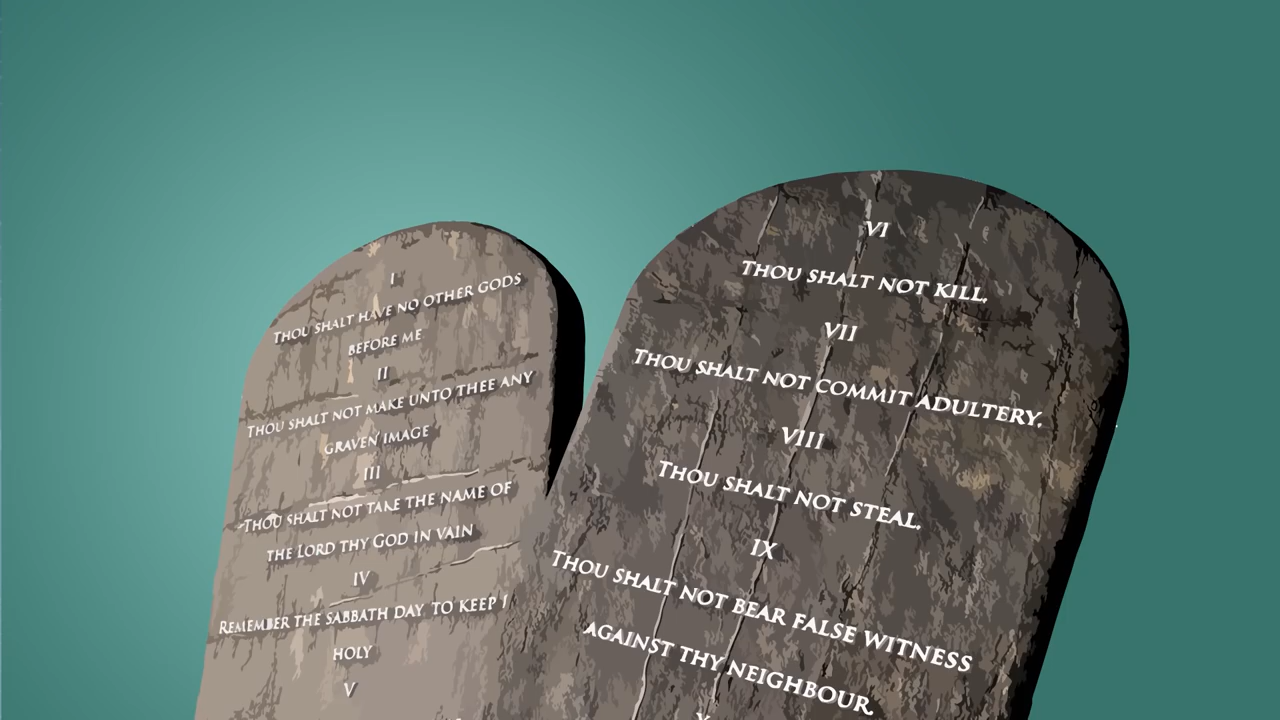 I
THOU SHALT HAVE NO OTHER GODS
BEFORE ME
II
THOU SHALT NOT MAKE UNTO THEE ANY
GRAVEN IMAGE
III
THOU SHALT NOT TAKE THE NAME OF
THE LORD THY GOD IN VAIN
IV
REMEMBER THE SABBATH DAY TO KEEP I
HOLY
V
VI
THOU SHALT NOT KILL.
VII
THOU SHALT NOT COMMIT ADULTERY.
VIII
THOU SHALT NOT STEAL.
IX
THOU SHALT NOT BEAR FALSE WITNESS
AGAINST THY NEIGHBOUR.